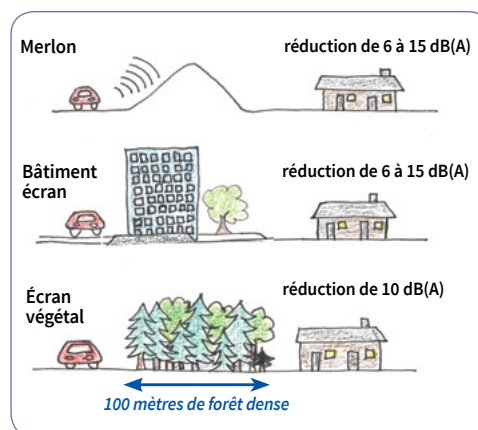 Merlon
réduction de 6 à 15 dB(A)
Bâtiment
écran
réduction de 6 à 15 dB(A)
Écran
végétal
réduction de 10 dB(A)
100 mètres de forêt dense